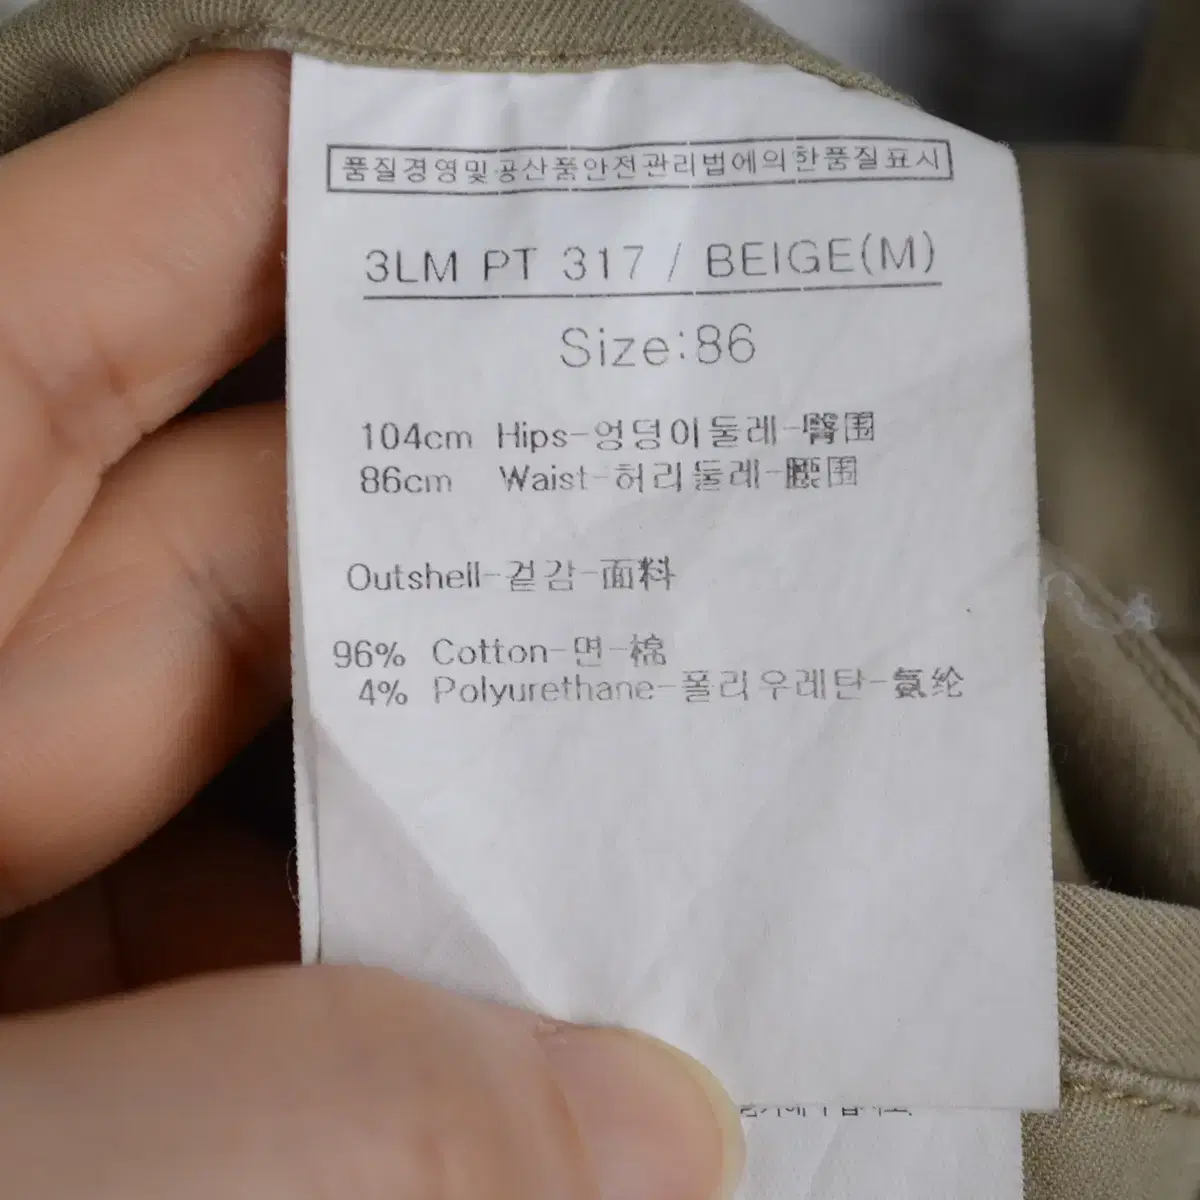 품질경영및공산품안전관리법에의한품질표시
3LM PT 317 / BEIGE(M)
Size:86
104cm Hips-엉덩이둘레-臀围
86cm Waist-허리둘레-腰围
Outshell-겉감-面料
96% Cotton-면-棉
4% Polyurethane-폴리우레탄-氨纶